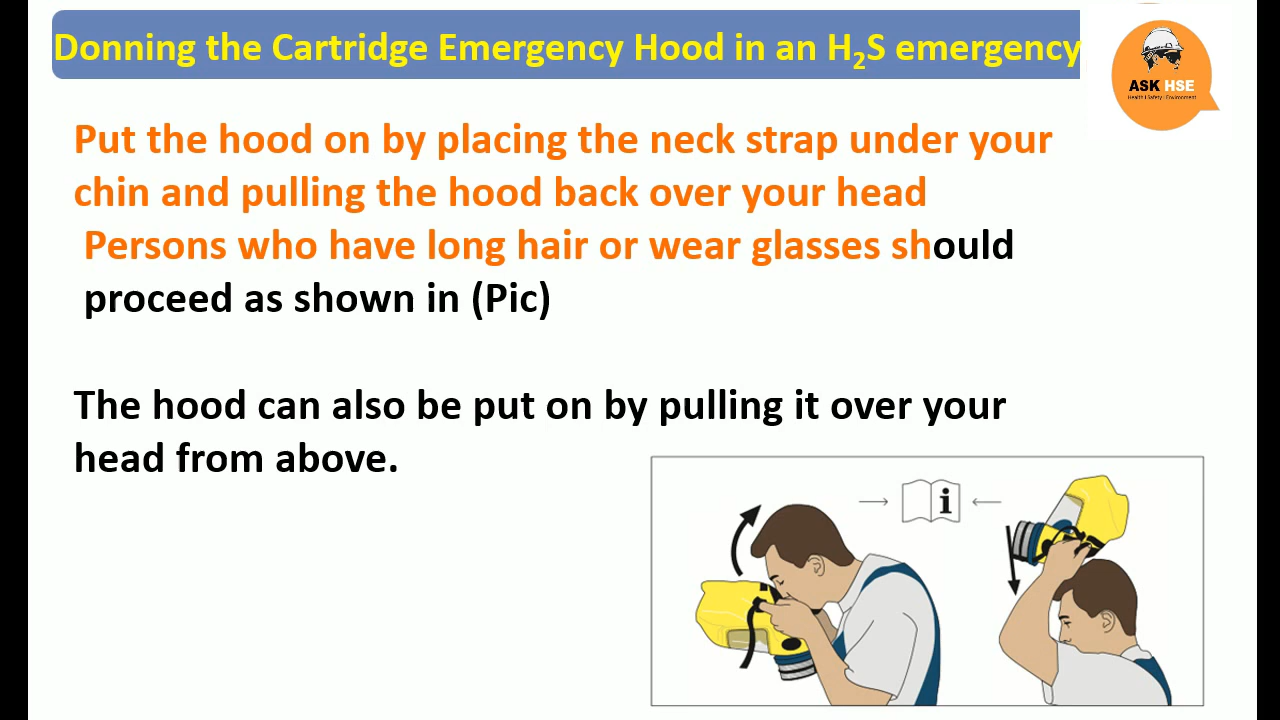 Donning the Cartridge Emergency Hood in an H₂S emergency
ASK HSE
Health | Safety | Environment
Put the hood on by placing the neck strap under your
chin and pulling the hood back over your head
Persons who have long hair or wear glasses should
proceed as shown in (Pic)
The hood can also be put on by pulling it over your
head from above.
i